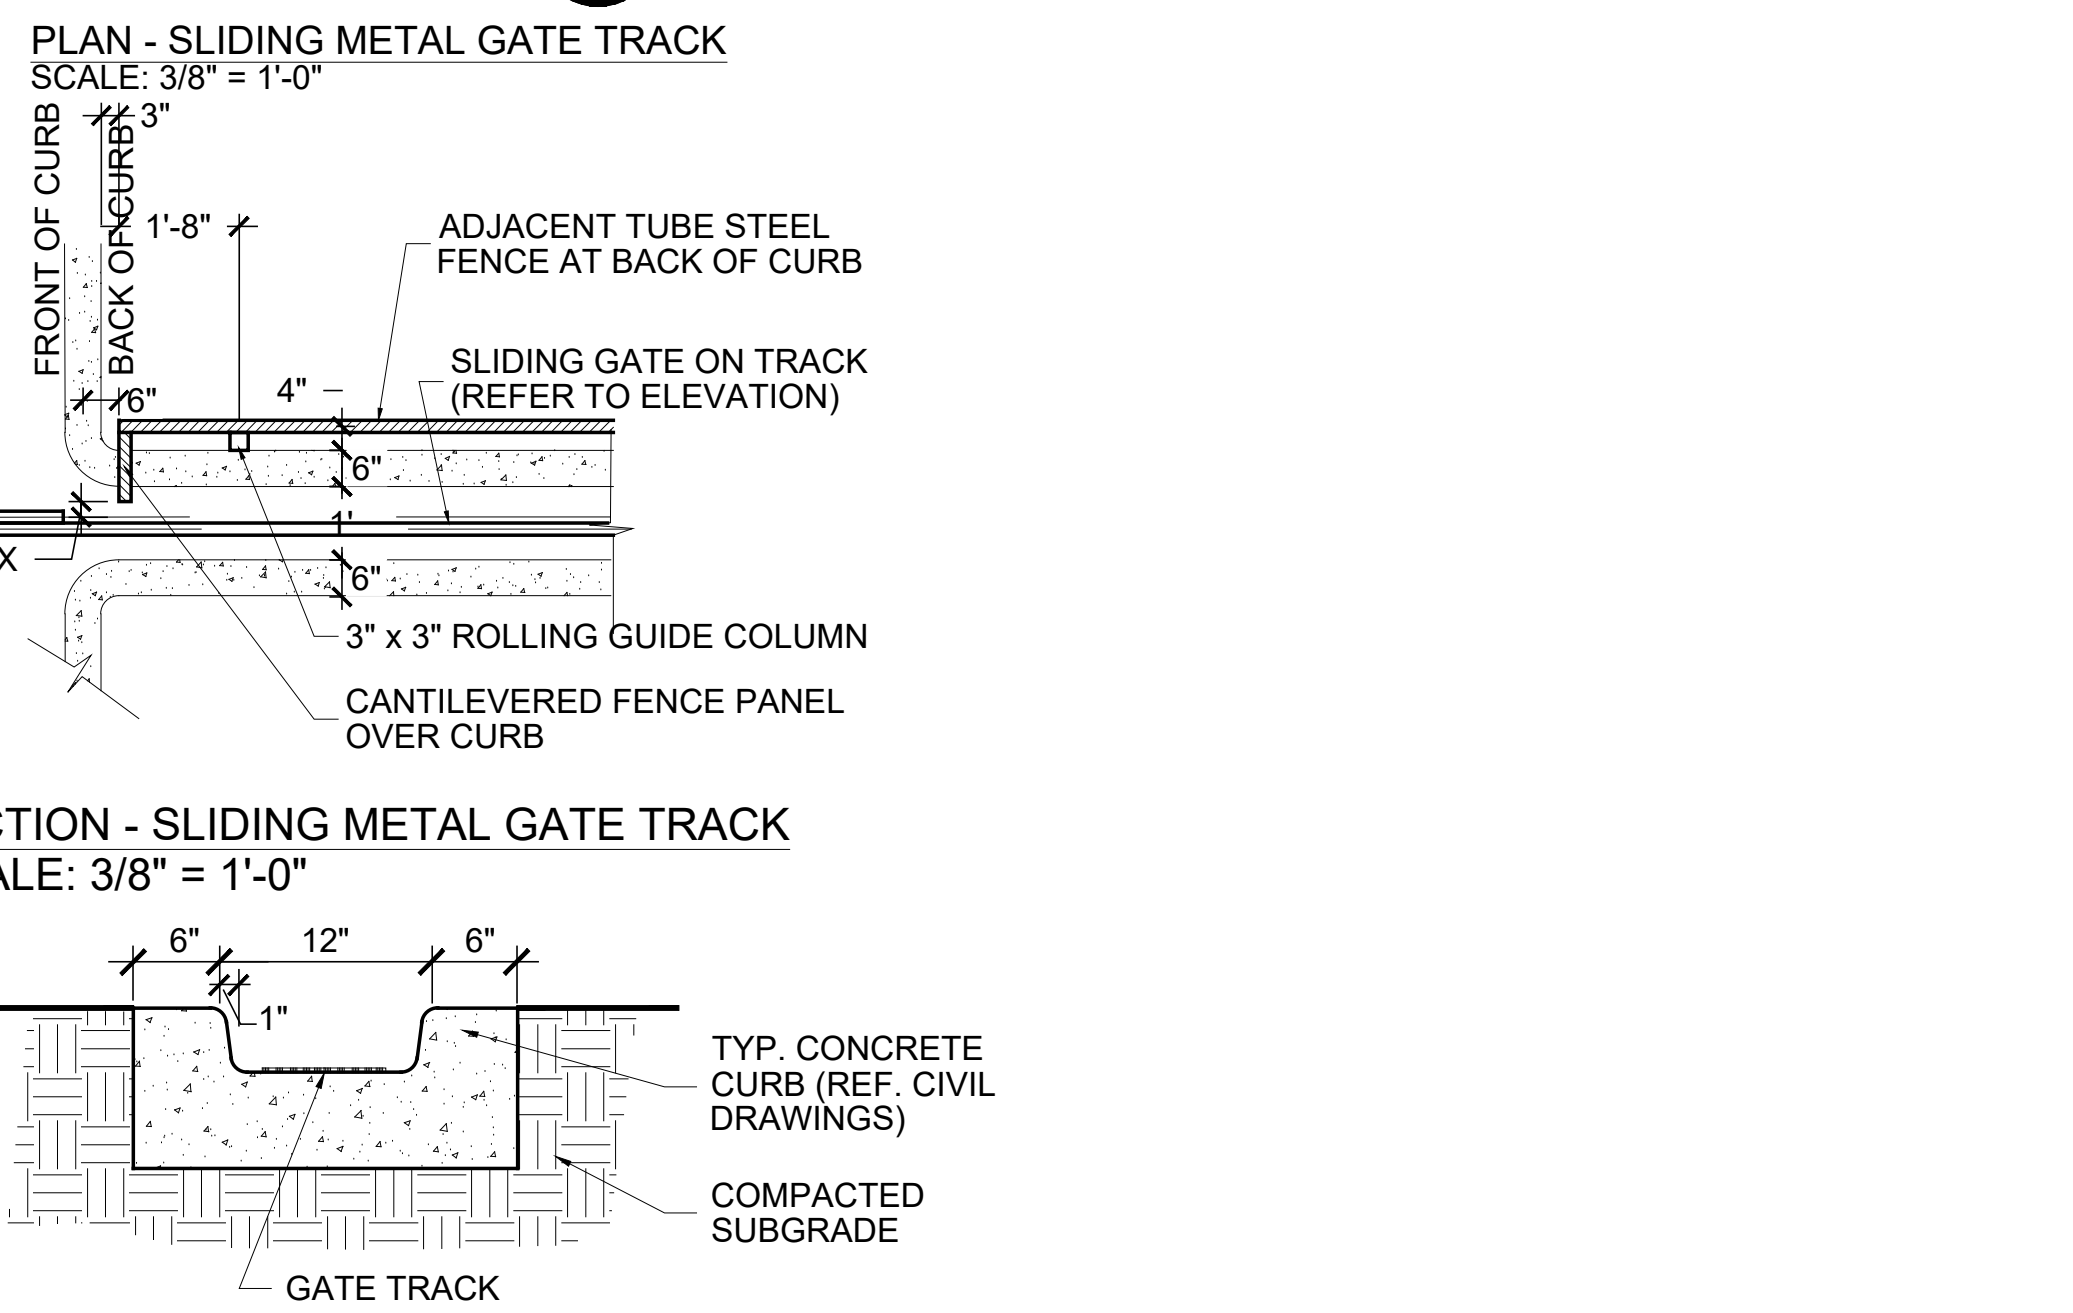 PLAN - SLIDING METAL GATE TRACK
SCALE: 3/8" = 1'-0"
3"
FRONT OF CURB
BACK OF CURB
1'-8"
ADJACENT TUBE STEEL
FENCE AT BACK OF CURB
SLIDING GATE ON TRACK
(REFER TO ELEVATION)
4"
6"
6"
1'
X
6"
3" x 3" ROLLING GUIDE COLUMN
CANTILEVERED FENCE PANEL
OVER CURB
CTION - SLIDING METAL GATE TRACK
ALE: 3/8" = 1'-0"
6"
12"
6"
1"
TYP. CONCRETE
CURB (REF. CIVIL
DRAWINGS)
COMPACTED
SUBGRADE
GATE TRACK